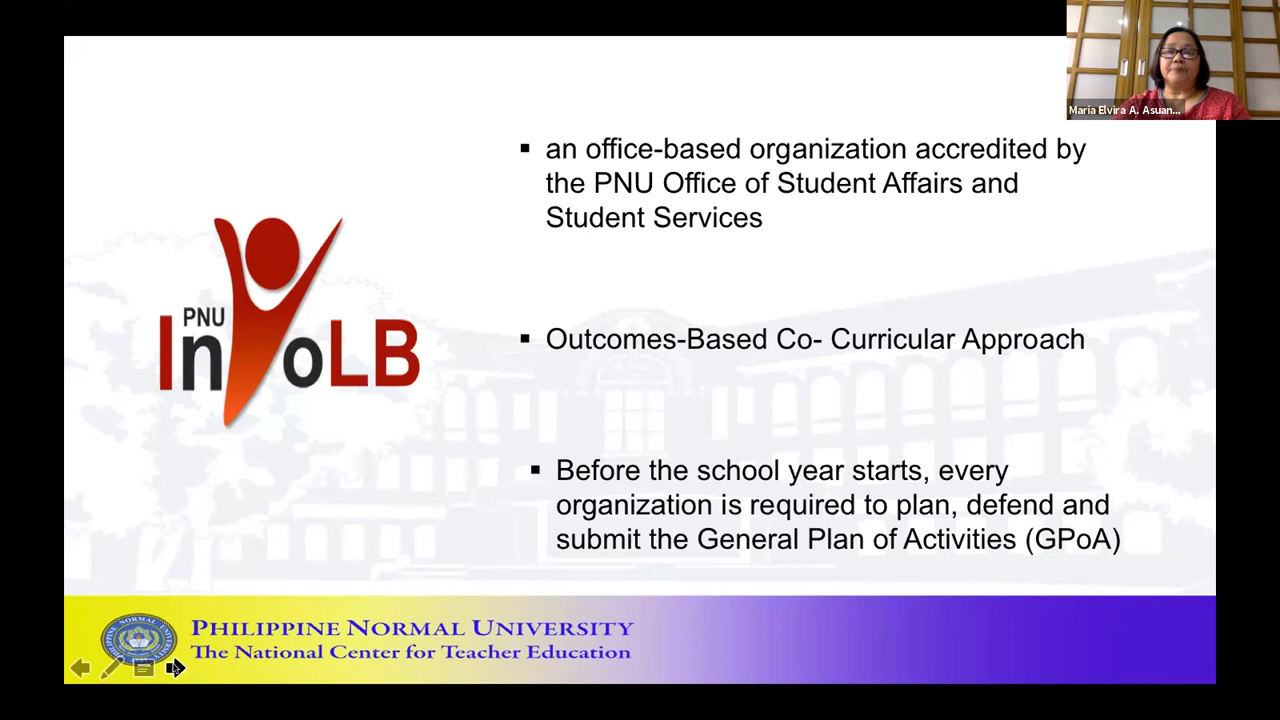 Maria Elvira A. Asuan...
▪ an office-based organization accredited by
the PNU Office of Student Affairs and
Student Services
PNU
InVoLB
▪ Outcomes-Based Co- Curricular Approach
▪ Before the school year starts, every
organization is required to plan, defend and
submit the General Plan of Activities (GPoA)
PHILIPPINE NORMAL UNIVERSITY
The National Center for Teacher Education